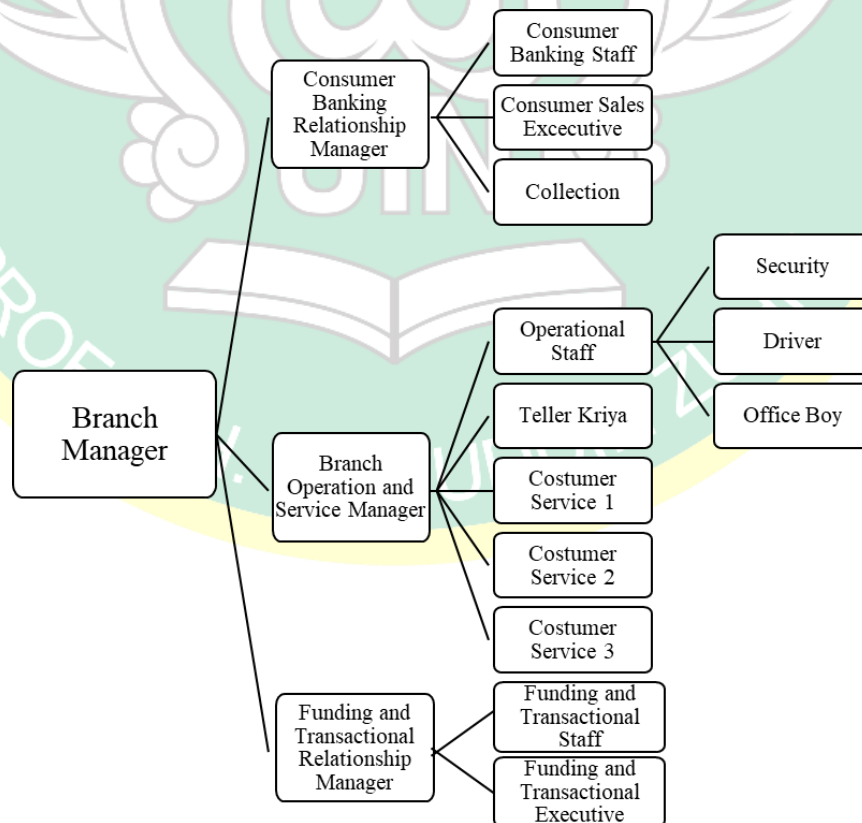 Consumer
Banking Staff
Consumer
Banking
Relationship
Manager
Consumer Sales
Excecutive
Collection
UIN
Security
Operational
Staff
Driver
PROF
Branch
Manager
Teller Kriya
Office Boy
H.
Branch
Operation and
Service Manager
Costumer
Service 1
Costumer
Service 2
Costumer
Service 3
Funding and
Transactional
Relationship
Manager
Funding and
Transactional
Staff
Funding and
Transactional
Executive